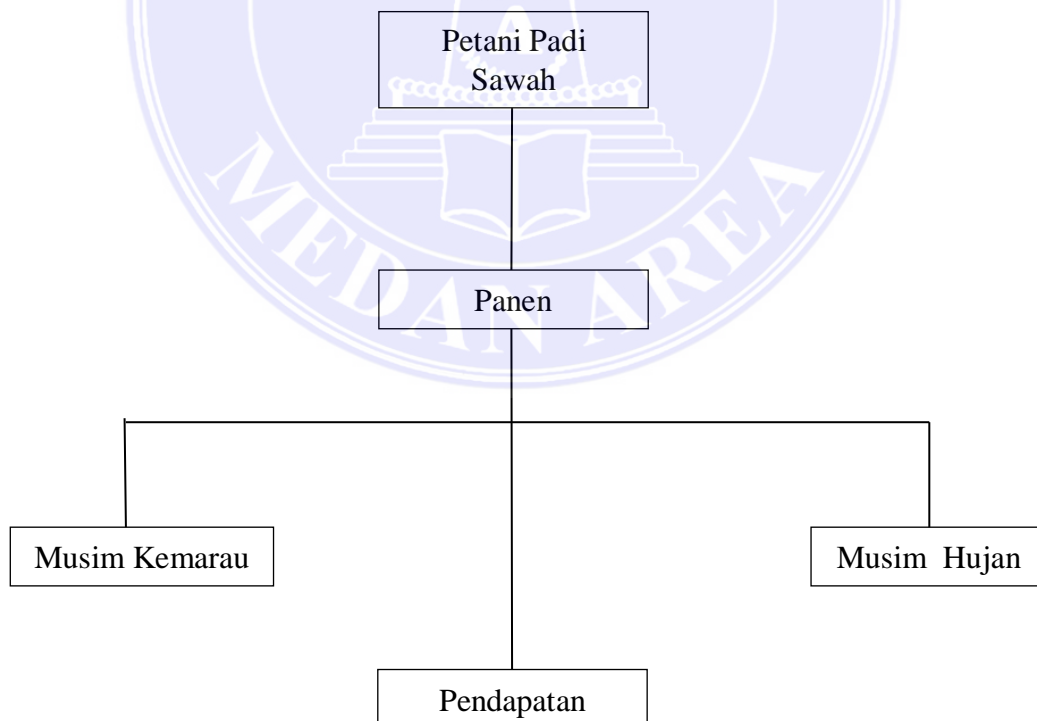 Petani Padi
Sawah
MEDAN AREA
Panen
Musim Kemarau
Musim  Hujan
Pendapatan